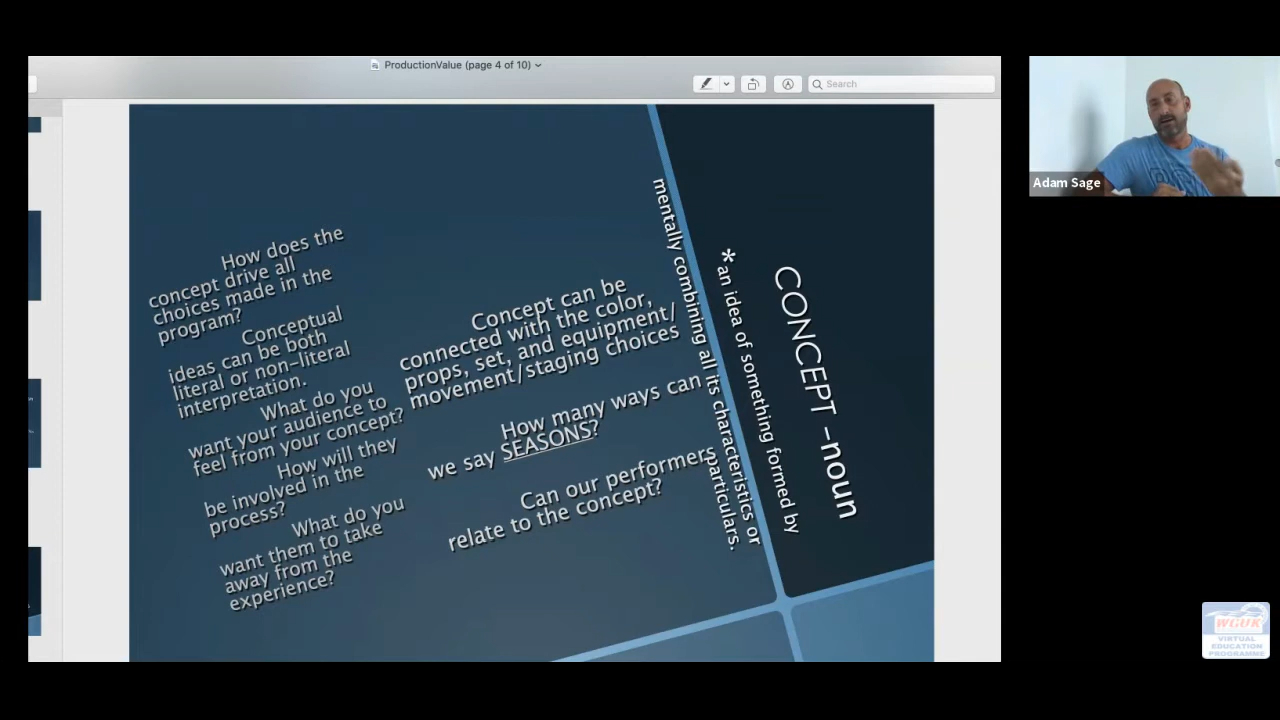 ProductionValue (page 4 of 10)
Search
CONCEPT –noun
* an idea of something formed by
mentally combining all its characteristics or
particulars.
Concept can be
connected with the color,
props, set, and equipment/
movement/staging choices
How many ways can
we say SEASONS?
Can our performers
relate to the concept?
How does the
concept drive all
choices made in the
program?
Conceptual
ideas can be both
literal or non-literal
interpretation.
What do you
want your audience to
feel from your concept?
How will they
be involved in the
process?
What do you
want them to take
away from the
experience?
Adam Sage
WGUK
VIRTUAL
EDUCATION
PROGRAMME